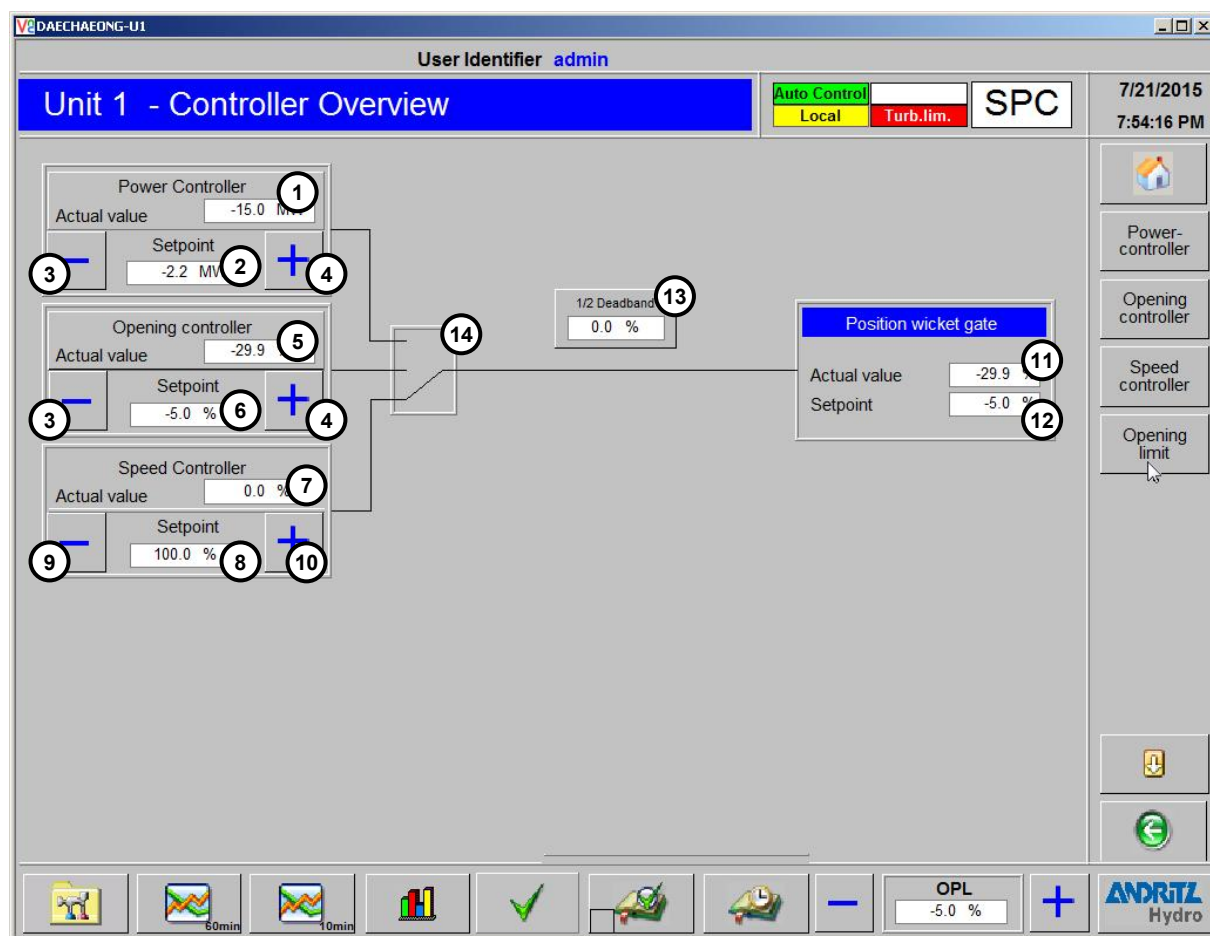 DAECHAEONG-U1
User Identifier admin
Unit 1 - Controller Overview
Auto Control
Local
Turb.lim.
SPC
7/21/2015
7:54:16 PM
Power Controller
1
Actual value
-15.0
Setpoint
3
-2.2
2
4
Opening controller
Actual value
-29.9
5
Setpoint
3
-5.0 %
6
4
Speed Controller
Actual value
0.0 %
7
Setpoint
9
100.0 %
8
10
14
1/2 Deadband
13
0.0 %
Position wicket gate
Actual value
-29.9 %
11
Setpoint
-5.0 %
12
Power-
controller
Opening
controller
Speed
controller
Opening
limit
60min
10min
OPL
-5.0 %
ANDRITZ
Hydro